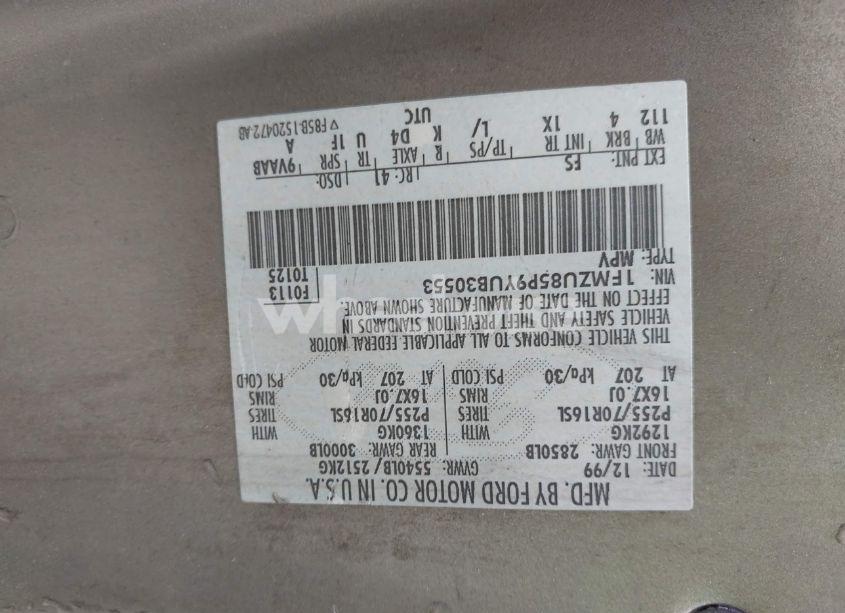 MFD. BY FORD MOTOR CO. IN U.S.A.
DATE: 12/99 GVWR: 5540LB/2512KG
FRONT GAWR: 2850LB REAR GAWR: 3000LB
1292KG WITH 1360KG WITH
P255/70R16SL TIRES P255/70R16SL TIRES
16X7.0J RIMS 16X7.0J RIMS
AT 207 kPa/30 PSI COLD AT 207 kPa/30 PSI COLD
THIS VEHICLE CONFORMS TO ALL APPLICABLE FEDERAL MOTOR
VEHICLE SAFETY AND THEFT PREVENTION STANDARDS IN
EFFECT ON THE DATE OF MANUFACTURE SHOWN ABOVE.
VIN: 1FMZU85P9YUB30553 F0113
TYPE: MPV T0125
EXT PNT: FS RC: 41 DSO:
WB BRK INT TR TP/PS R AXLE TR SPR 9VAAB
112 4 1X L/ K D4 U 1F A
UTC
▽ F85B-1520472-AB